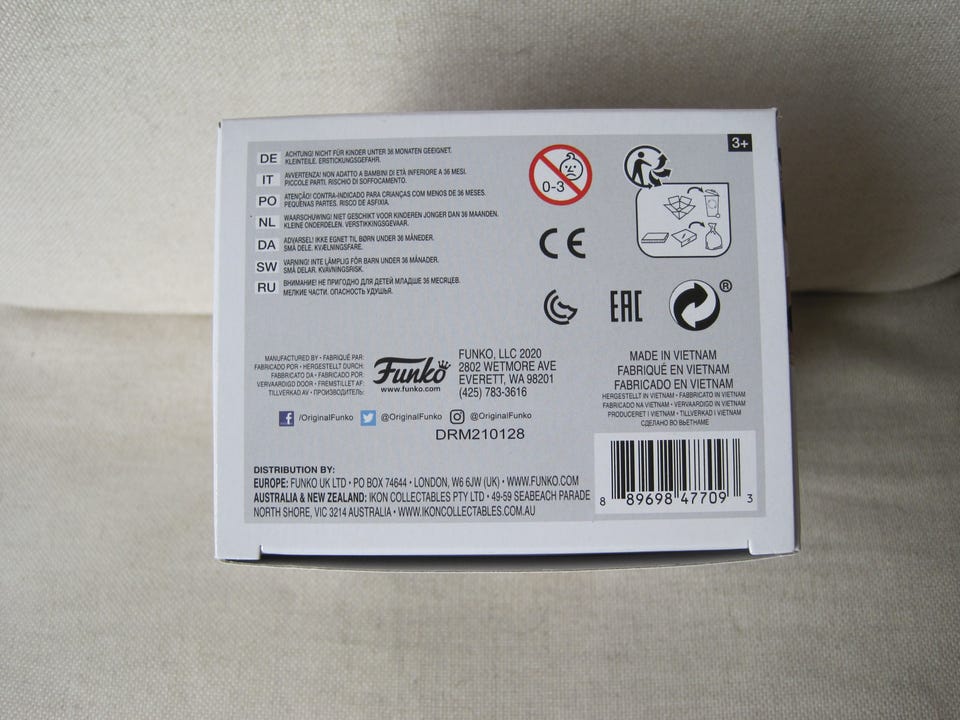 3+
DE ACHTUNG! NICHT FÜR KINDER UNTER 36 MONATEN GEEIGNET.
KLEINTEILE. ERSTICKUNGSGEFAHR.
IT AVVERTENZA! NON ADATTO A BAMBINI DI ETÀ INFERIORE A 36 MESI.
PICCOLE PARTI. RISCHIO DI SOFFOCAMENTO.
PO ATENÇÃO! CONTRA-INDICADO PARA CRIANÇAS COM MENOS DE 36 MESES.
PEQUENAS PARTES. RISCO DE ASFIXIA.
NL WAARSCHUWING! NIET GESCHIKT VOOR KINDEREN JONGER DAN 36 MAANDEN.
KLEINE ONDERDELEN. VERSTIKKINGSGEVAAR.
DA ADVARSEL! IKKE EGNET TIL BØRN UNDER 36 MÅNEDER.
SMÅ DELE. KVÆLNINGSFARE.
SW VARNING! INTE LÄMPLIG FÖR BARN UNDER 36 MÅNADER.
SMÅ DELAR. KVÄVNINGSRISK.
RU ВНИМАНИЕ! НЕ ПРИГОДНО ДЛЯ ДЕТЕЙ МЛАДШЕ 36 МЕСЯЦЕВ.
МЕЛКИЕ ЧАСТИ. ОПАСНОСТЬ УДУШЬЯ.
0-3
CE
EAC
®
MANUFACTURED BY • FABRIQUÉ PAR:
FABRICADO POR • HERGESTELLT DURCH:
FABBRICATO DA • FABRICADO POR
VERVAARDIGD DOOR • FREMSTILLET AF:
TILLVERKAD AV • ПРОИЗВОДИТЕЛЬ:
Funko
www.funko.com
FUNKO, LLC 2020
2802 WETMORE AVE
EVERETT, WA 98201
(425) 783-3616
MADE IN VIETNAM
FABRIQUÉ EN VIETNAM
FABRICADO EN VIETNAM
HERGESTELLT IN VIETNAM • FABBRICATO IN VIETNAM
FABRICADO NA VIETNAM • VERVAARDIGD IN VIETNAM
PRODUCERET I VIETNAM • TILLVERKAD I VIETNAM
СДЕЛАНО ВО ВЬЕТНАМЕ
f /OriginalFunko @OriginalFunko @OriginalFunko
DRM210128
DISTRIBUTION BY:
EUROPE: FUNKO UK LTD • PO BOX 74644 • LONDON, W6 6JW (UK) • WWW.FUNKO.COM
AUSTRALIA & NEW ZEALAND: IKON COLLECTABLES PTY LTD • 49-59 SEABEACH PARADE
NORTH SHORE, VIC 3214 AUSTRALIA • WWW.IKONCOLLECTABLES.COM.AU
8 89698 47709 3